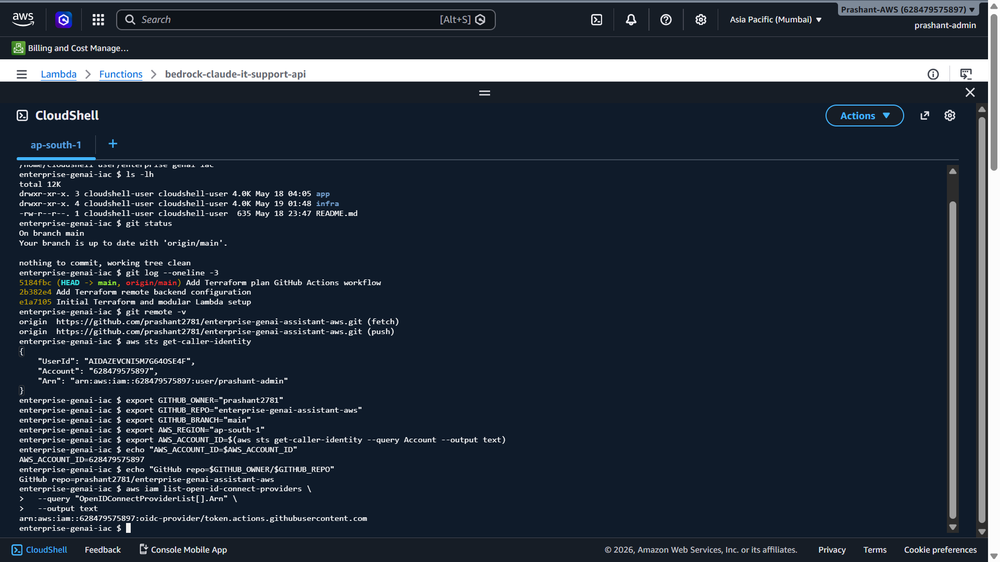 aws
Search
[Alt+S]
Asia Pacific (Mumbai)
Prashant-AWS (628479575897)
prashant-admin
Billing and Cost Manage...
Lambda
Functions
bedrock-claude-it-support-api
CloudShell
Actions
ap-south-1
+
/home/cloudshell-user/enterprise-genai-iac
enterprise-genai-iac $ ls -lh
total 12K
drwxr-xr-x. 3 cloudshell-user cloudshell-user 4.0K May 18 04:05 app
drwxr-xr-x. 4 cloudshell-user cloudshell-user 4.0K May 19 01:48 infra
-rw-r--r--. 1 cloudshell-user cloudshell-user  635 May 18 23:47 README.md
enterprise-genai-iac $ git status
On branch main
Your branch is up to date with 'origin/main'.
nothing to commit, working tree clean
enterprise-genai-iac $ git log --oneline -3
5184fbc (HEAD -> main, origin/main) Add Terraform plan GitHub Actions workflow
2b382e4 Add Terraform remote backend configuration
e1a7105 Initial Terraform and modular Lambda setup
enterprise-genai-iac $ git remote -v
origin  https://github.com/prashant2781/enterprise-genai-assistant-aws.git (fetch)
origin  https://github.com/prashant2781/enterprise-genai-assistant-aws.git (push)
enterprise-genai-iac $ aws sts get-caller-identity
{
    "UserId": "AIDAZEVCNI5M7G64OSE4F",
    "Account": "628479575897",
    "Arn": "arn:aws:iam::628479575897:user/prashant-admin"
}
enterprise-genai-iac $ export GITHUB_OWNER="prashant2781"
enterprise-genai-iac $ export GITHUB_REPO="enterprise-genai-assistant-aws"
enterprise-genai-iac $ export GITHUB_BRANCH="main"
enterprise-genai-iac $ export AWS_REGION="ap-south-1"
enterprise-genai-iac $ export AWS_ACCOUNT_ID=$(aws sts get-caller-identity --query Account --output text)
enterprise-genai-iac $ echo "AWS_ACCOUNT_ID=$AWS_ACCOUNT_ID"
AWS_ACCOUNT_ID=628479575897
enterprise-genai-iac $ echo "GitHub repo=$GITHUB_OWNER/$GITHUB_REPO"
GitHub repo=prashant2781/enterprise-genai-assistant-aws
enterprise-genai-iac $ aws iam list-open-id-connect-providers \
>   --query "OpenIDConnectProviderList[].Arn" \
>   --output text
arn:aws:iam::628479575897:oidc-provider/token.actions.githubusercontent.com
enterprise-genai-iac $
CloudShell
Feedback
Console Mobile App
© 2026, Amazon Web Services, Inc. or its affiliates.
Privacy
Terms
Cookie preferences